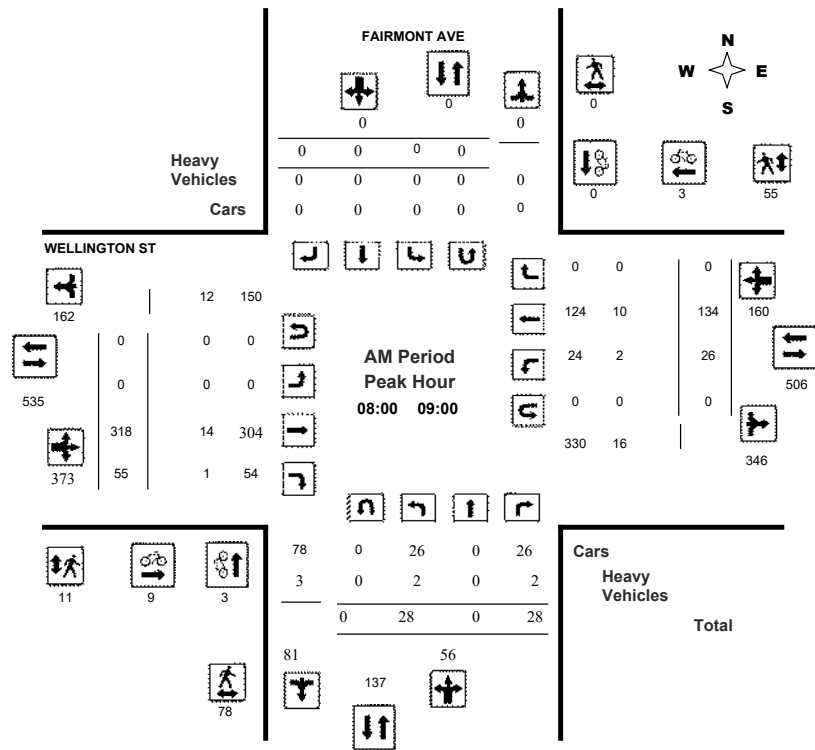 FAIRMONT AVE
N
W E
S
0
0
0 0
0 0 0 0
Heavy
Vehicles
0 0 0 0 0
Cars
0 0 0 0 0
0 3 55
WELLINGTON ST
162
12 150
0 0 0
0 0 0
535
318 14 304
373
55 1 54
AM Period
Peak Hour
08:00 09:00
0 0 0
124 10 134
160
24 2 26
506
0 0 0
330 16
346
78 0 26 0 26
Cars
3 0 2 0 2
Heavy
Vehicles
0 28 0 28
Total
11 9 3
81 56
137
78